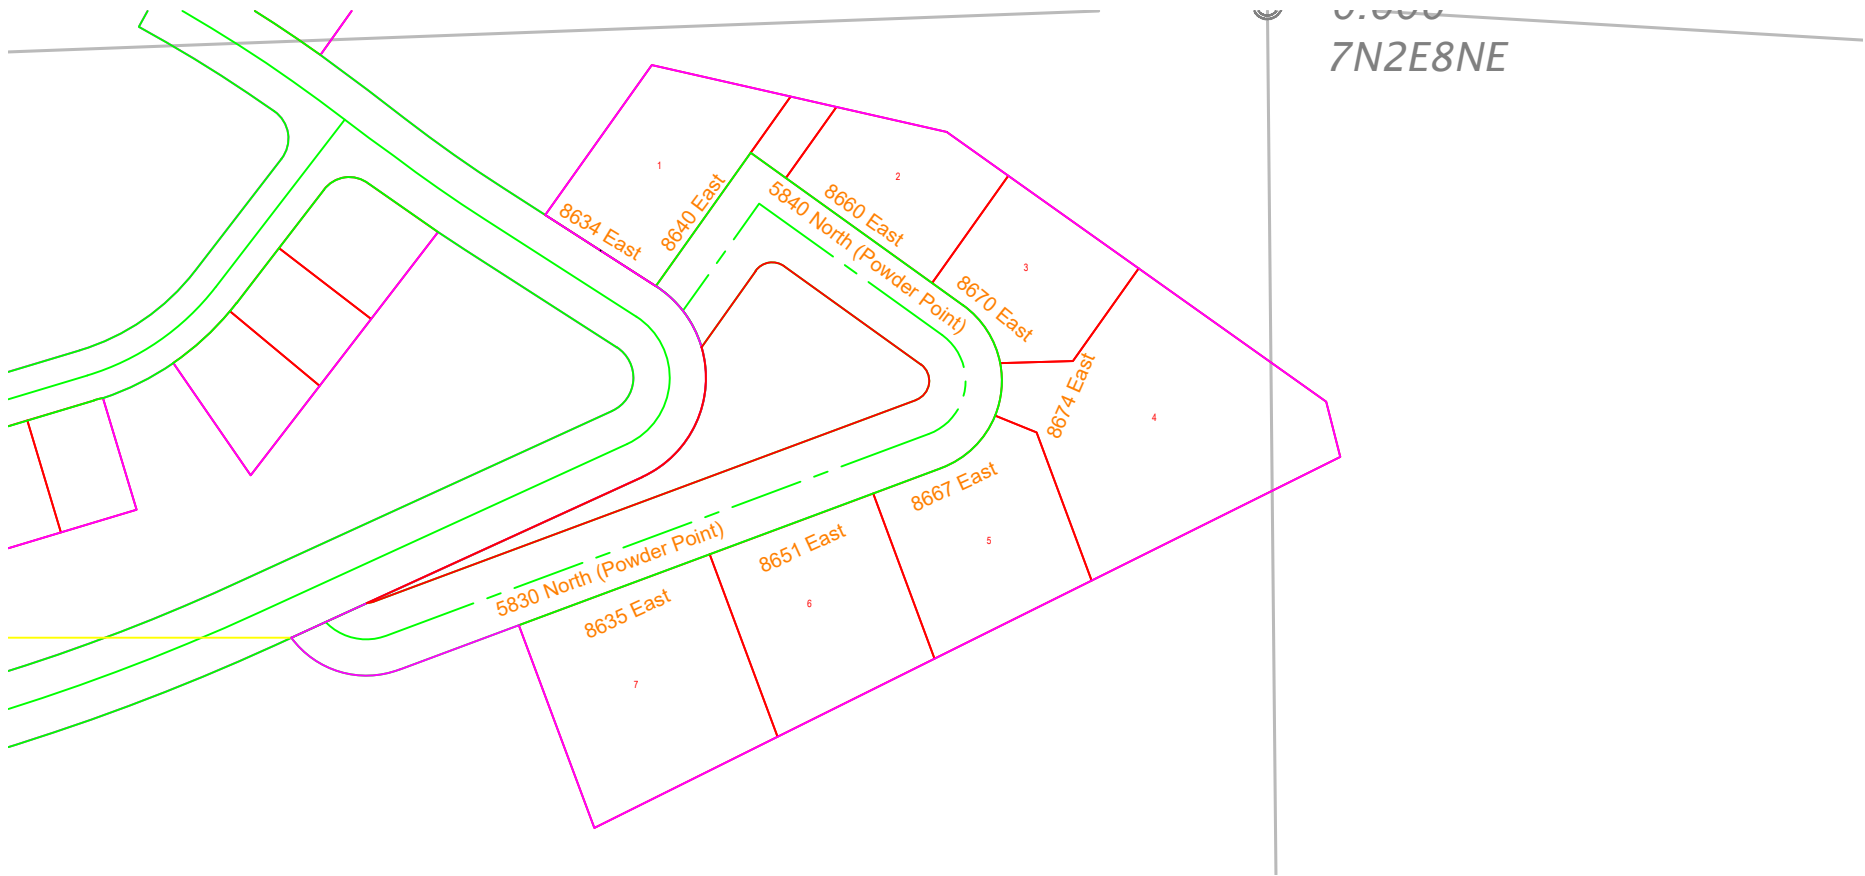 7N2E8NE
1
2
8634 East
8640 East
5840 North (Powder Point)
8660 East
3
8670 East
8674 East
4
8667 East
5
8651 East
5830 North (Powder Point)
8635 East
6
7